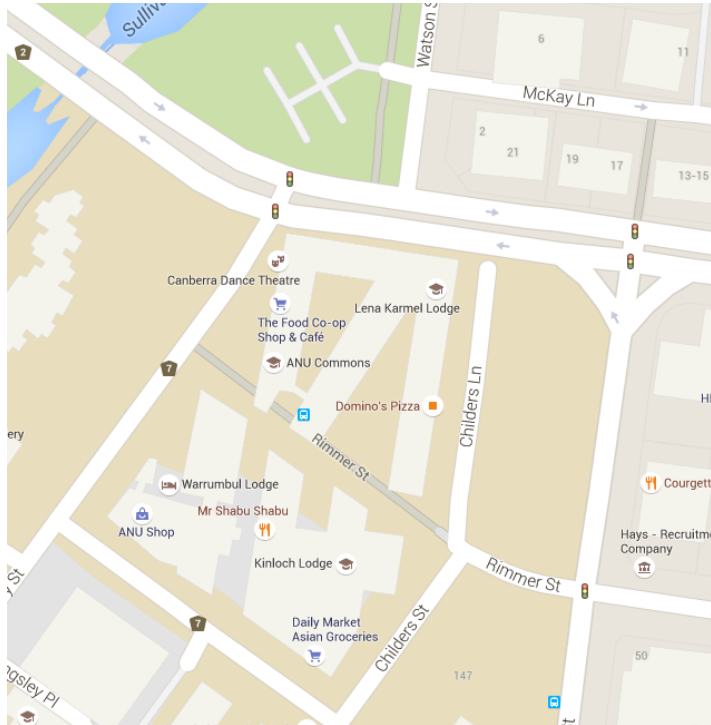 Sulliva
2
Watson S
6
11
McKay Ln
2
21
19
17
13-15
Canberra Dance Theatre
Lena Karmel Lodge
The Food Co-op
Shop & Café
ANU Commons
7
Domino's Pizza
Childers Ln
H
ery
Rimmer St
Warrumbul Lodge
Mr Shabu Shabu
ANU Shop
Courgett
Hays - Recruitme
Company
Kinloch Lodge
Rimmer St
y St
7
Daily Market
Asian Groceries
Childers St
147
50
ngsley Pl
t